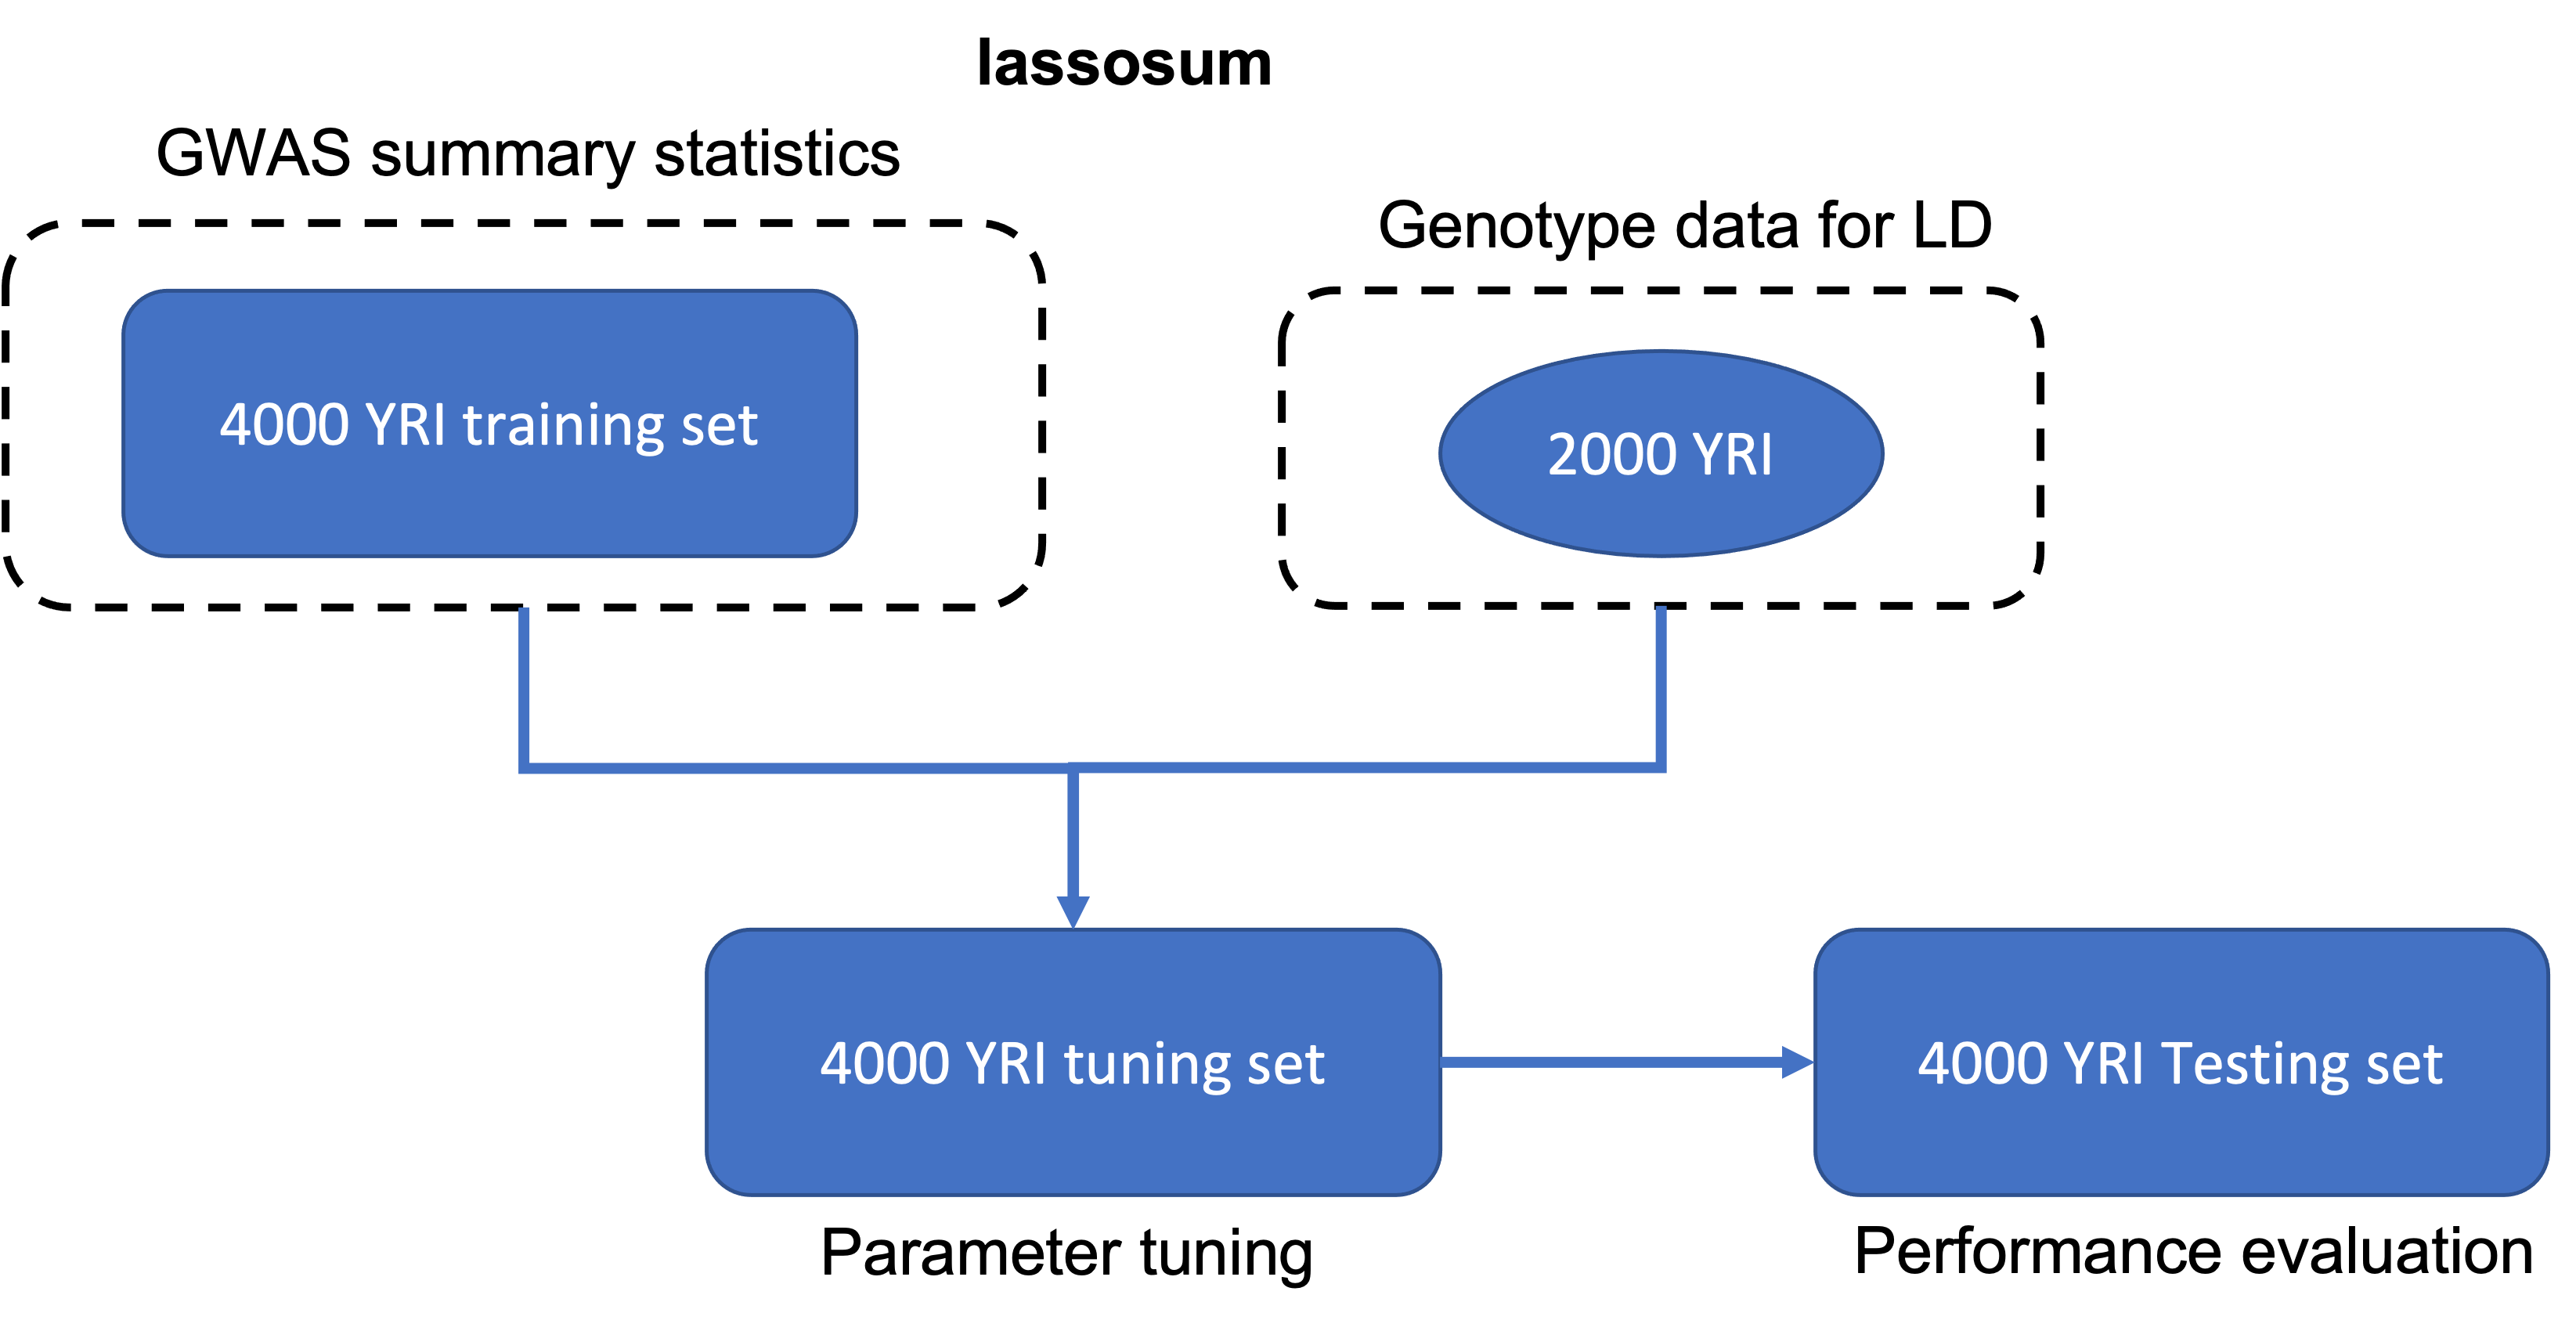 lassosum
GWAS summary statistics
Genotype data for LD
4000 YRI training set
2000 YRI
4000 YRI tuning set
4000 YRI Testing set
Parameter tuning
Performance evaluation